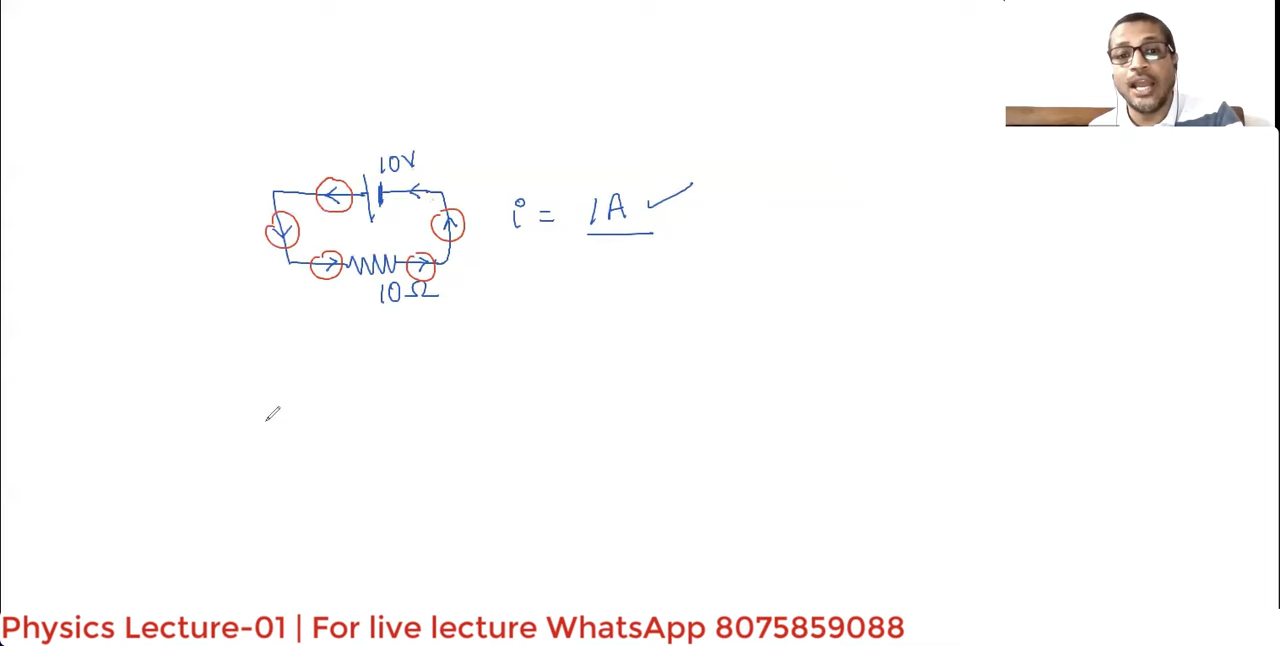 10V
i = 1A
10Ω
Physics Lecture-01 | For live lecture WhatsApp 8075859088